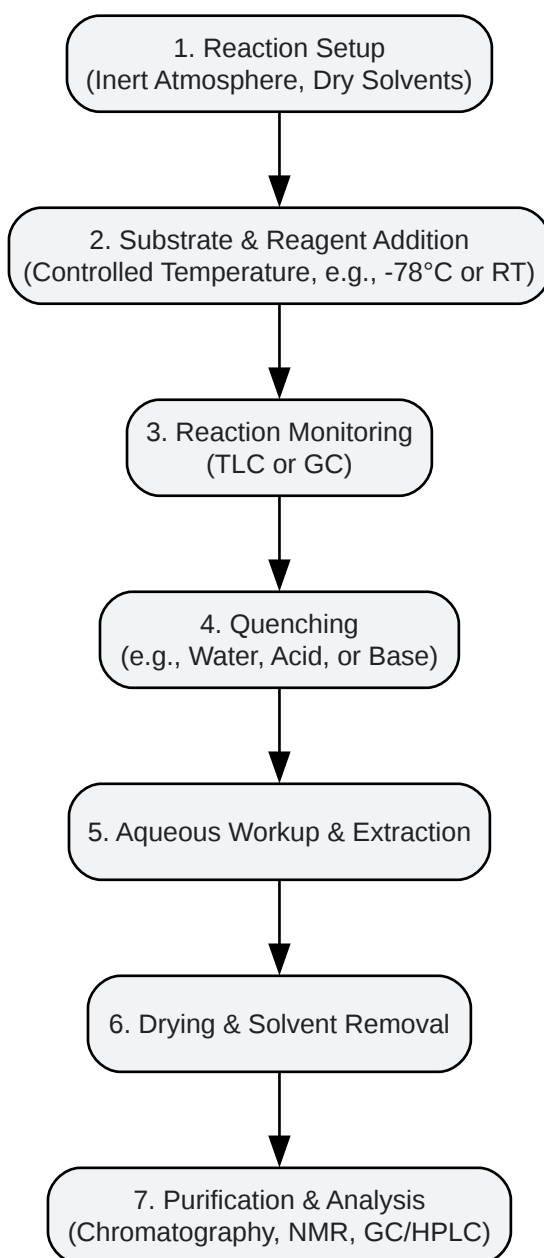 1. Reaction Setup
(Inert Atmosphere, Dry Solvents)
2. Substrate & Reagent Addition
(Controlled Temperature, e.g., -78°C or RT)
3. Reaction Monitoring
(TLC or GC)
4. Quenching
(e.g., Water, Acid, or Base)
5. Aqueous Workup & Extraction
6. Drying & Solvent Removal
7. Purification & Analysis
(Chromatography, NMR, GC/HPLC)